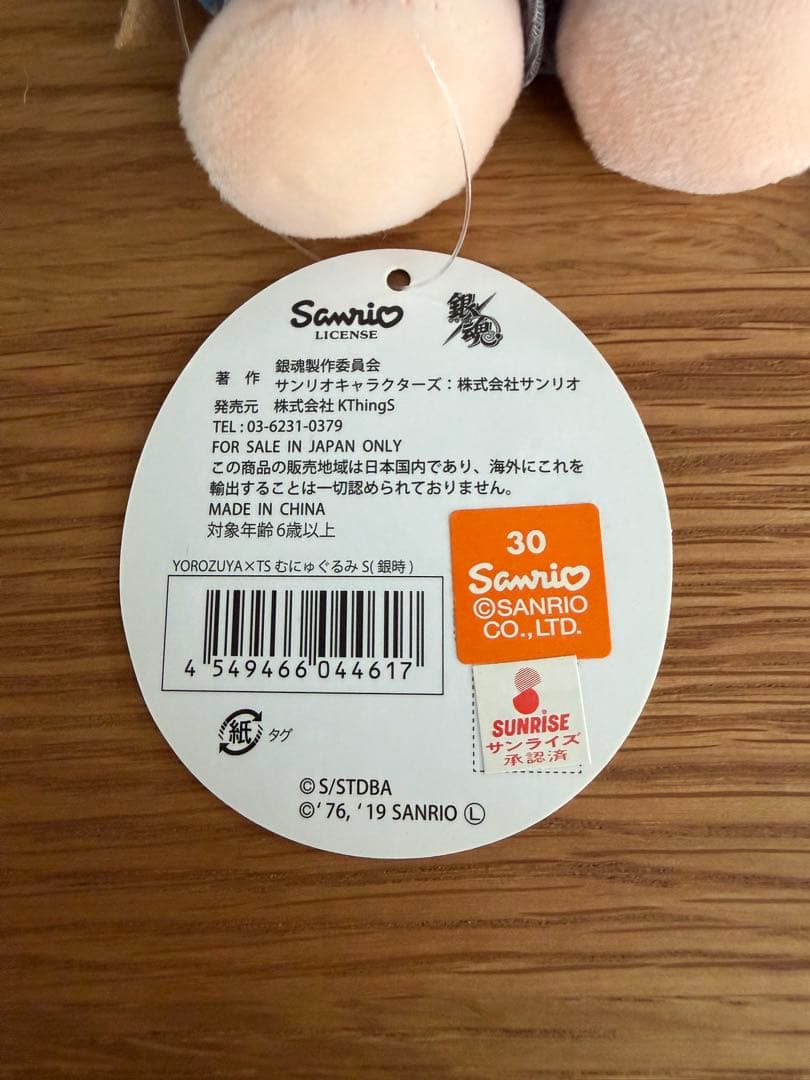 Sanrio
LICENSE
銀魂
著 作
銀魂製作委員会
サンリオキャラクターズ：株式会社サンリオ
発売元 株式会社 KThingS
TEL : 03-6231-0379
FOR SALE IN JAPAN ONLY
この商品の販売地域は日本国内であり、海外にこれを
輸出することは一切認められておりません。
MADE IN CHINA
対象年齢 6歳以上
YOROZUYA×TS むにゅぐるみ S( 銀時 )
4 549466 044617
30
Sanrio
©SANRIO
CO., LTD.
SUNRISE
サンライズ
承認済
紙 タグ
© S/STDBA
© ‘ 76, ‘ 19 SANRIO Ⓛ